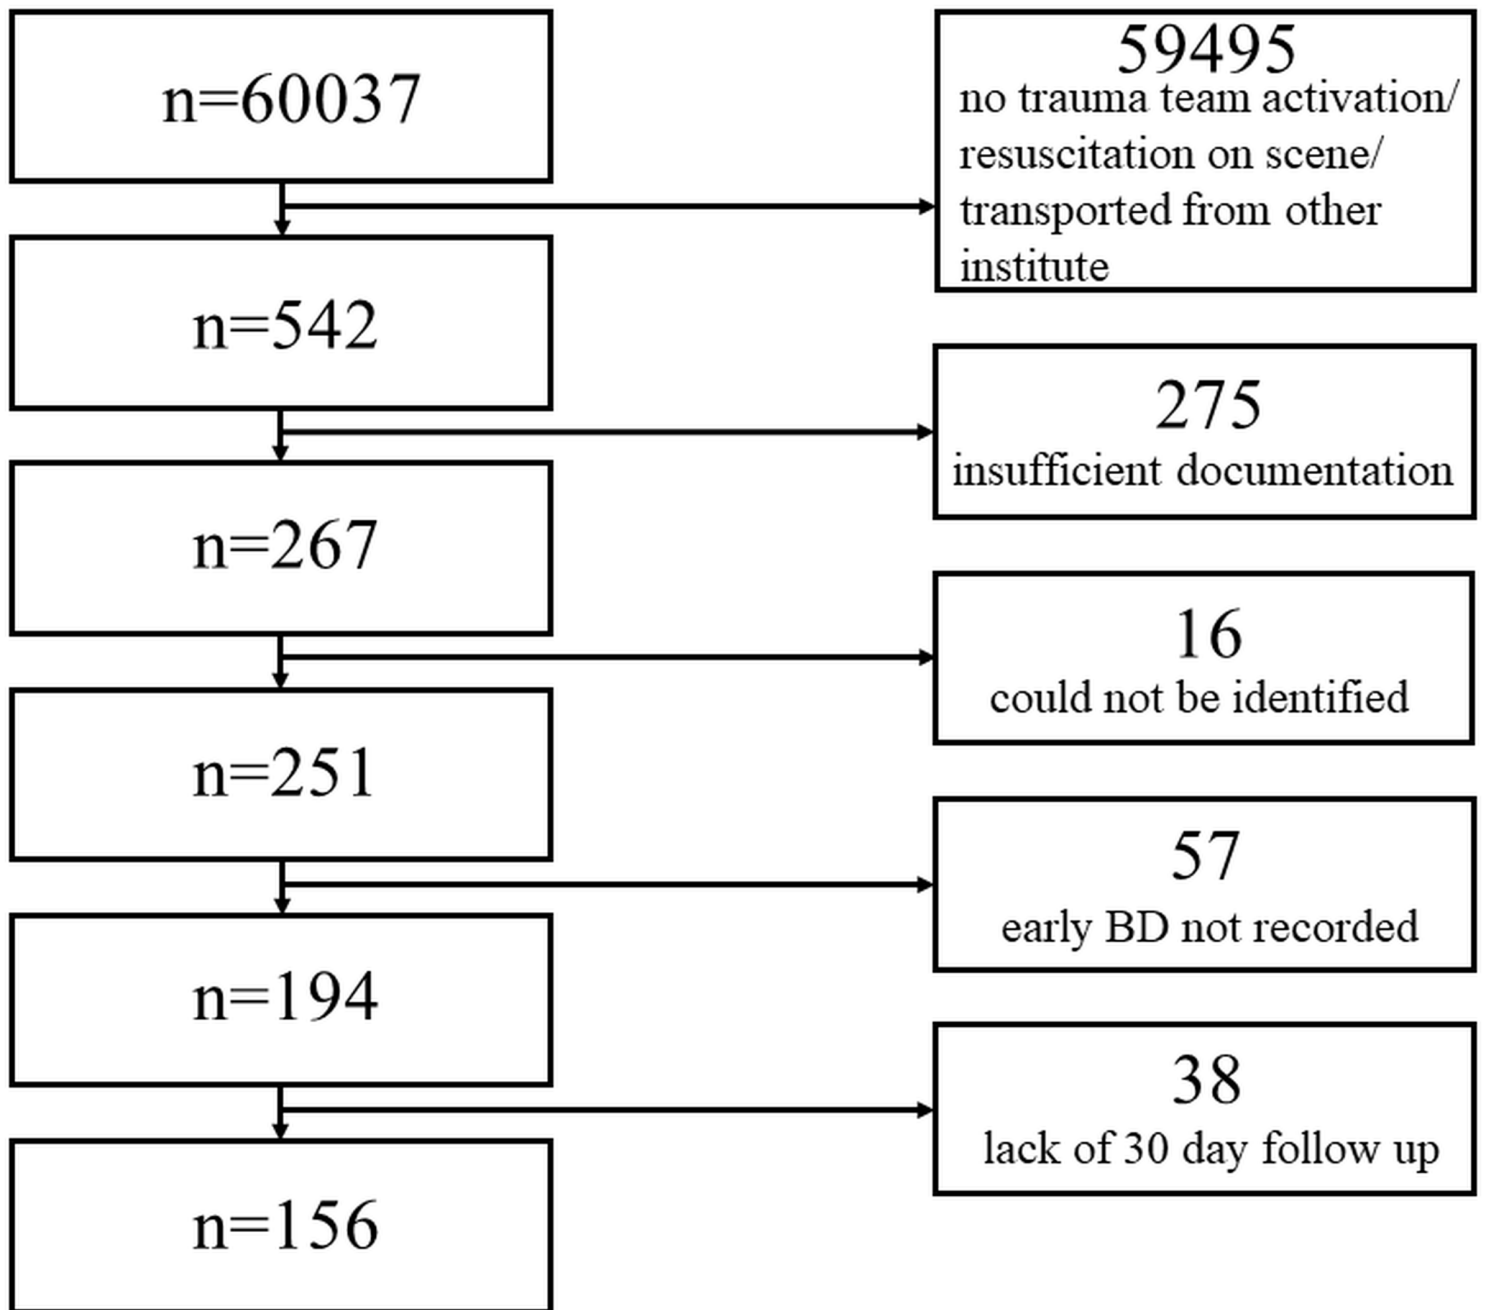 n=60037
59495
no trauma team activation/
resuscitation on scene/
transported from other
institute
n=542
275
insufficient documentation
n=267
16
could not be identified
n=251
57
early BD not recorded
n=194
38
lack of 30 day follow up
n=156